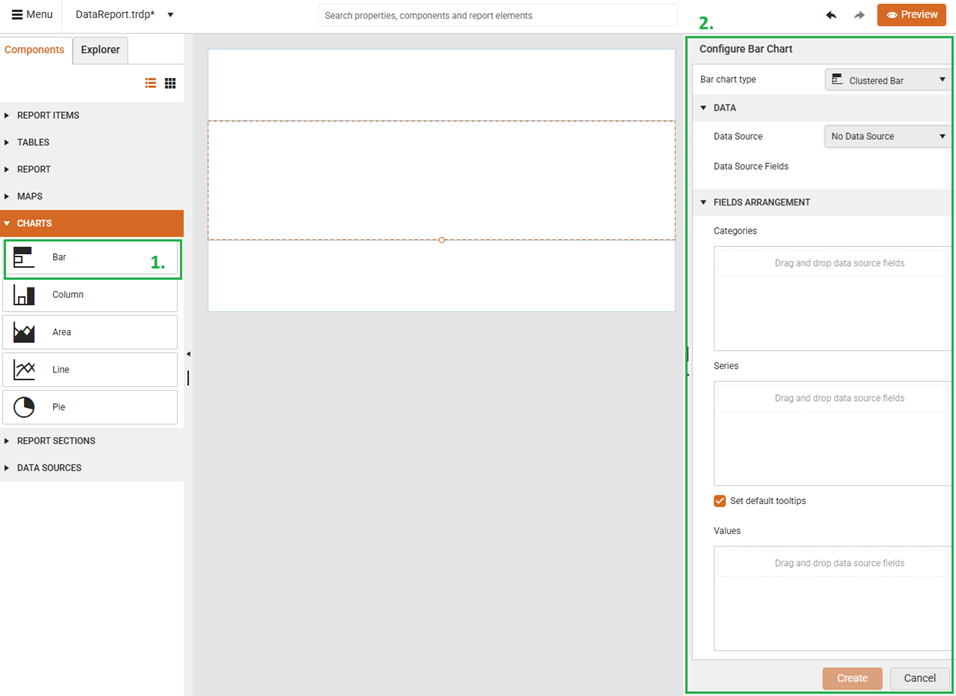 Menu
DataReport.trdp*
Search properties, components and report elements
Preview
Components
Explorer
REPORT ITEMS
TABLES
REPORT
MAPS
CHARTS
Bar
1.
Column
Area
Line
Pie
REPORT SECTIONS
DATA SOURCES
2.
Configure Bar Chart
Bar chart type
Clustered Bar
DATA
Data Source
No Data Source
Data Source Fields
FIELDS ARRANGEMENT
Categories
Drag and drop data source fields
Series
Drag and drop data source fields
Set default tooltips
Values
Drag and drop data source fields
Create
Cancel